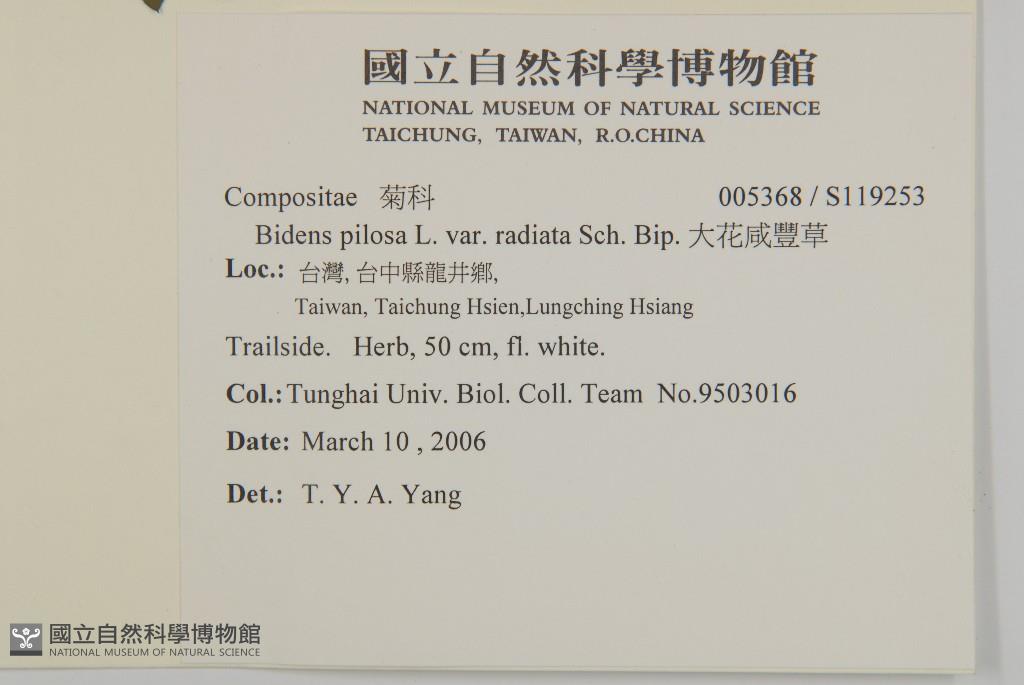 國立自然科學博物館
NATIONAL MUSEUM OF NATURAL SCIENCE
TAICHUNG, TAIWAN, R.O.CHINA
Compositae 菊科 005368 / S119253
Bidens pilosa L. var. radiata Sch. Bip. 大花咸豐草
Loc.: 台灣, 台中縣龍井鄉,
Taiwan, Taichung Hsien,Lungching Hsiang
Trailside. Herb, 50 cm, fl. white.
Col.: Tunghai Univ. Biol. Coll. Team No.9503016
Date: March 10 , 2006
Det.: T. Y. A. Yang
國立自然科學博物館
NATIONAL MUSEUM OF NATURAL SCIENCE